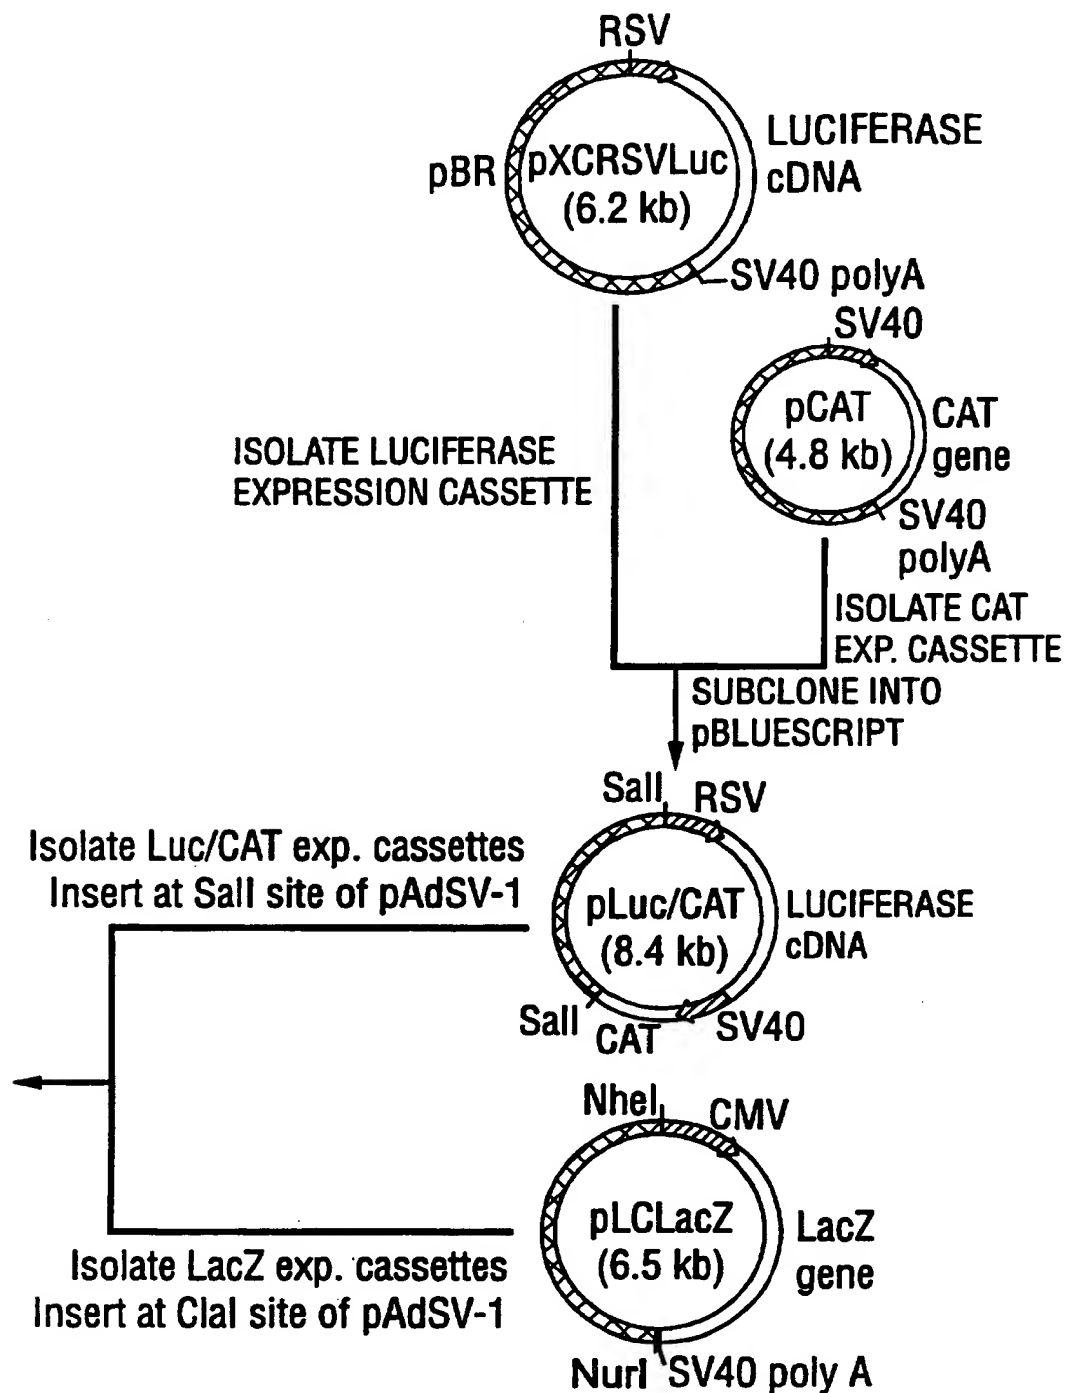 RSV
LUCIFERASE
cDNA
pBR
pXCRSVLuc
(6.2 kb)
SV40 polyA
SV40
pCAT
(4.8 kb)
CAT
gene
SV40
polyA
ISOLATE LUCIFERASE
EXPRESSION CASSETTE
ISOLATE CAT
EXP. CASSETTE
SUBCLONE INTO
pBLUESCRIPT
SalI
RSV
Isolate Luc/CAT exp. cassettes
Insert at SalI site of pAdSV-1
pLuc/CAT
(8.4 kb)
LUCIFERASE
cDNA
SalI
CAT
SV40
NheI
CMV
pLCLacZ
(6.5 kb)
LacZ
gene
Isolate LacZ exp. cassettes
Insert at ClaI site of pAdSV-1
NurI
SV40 poly A